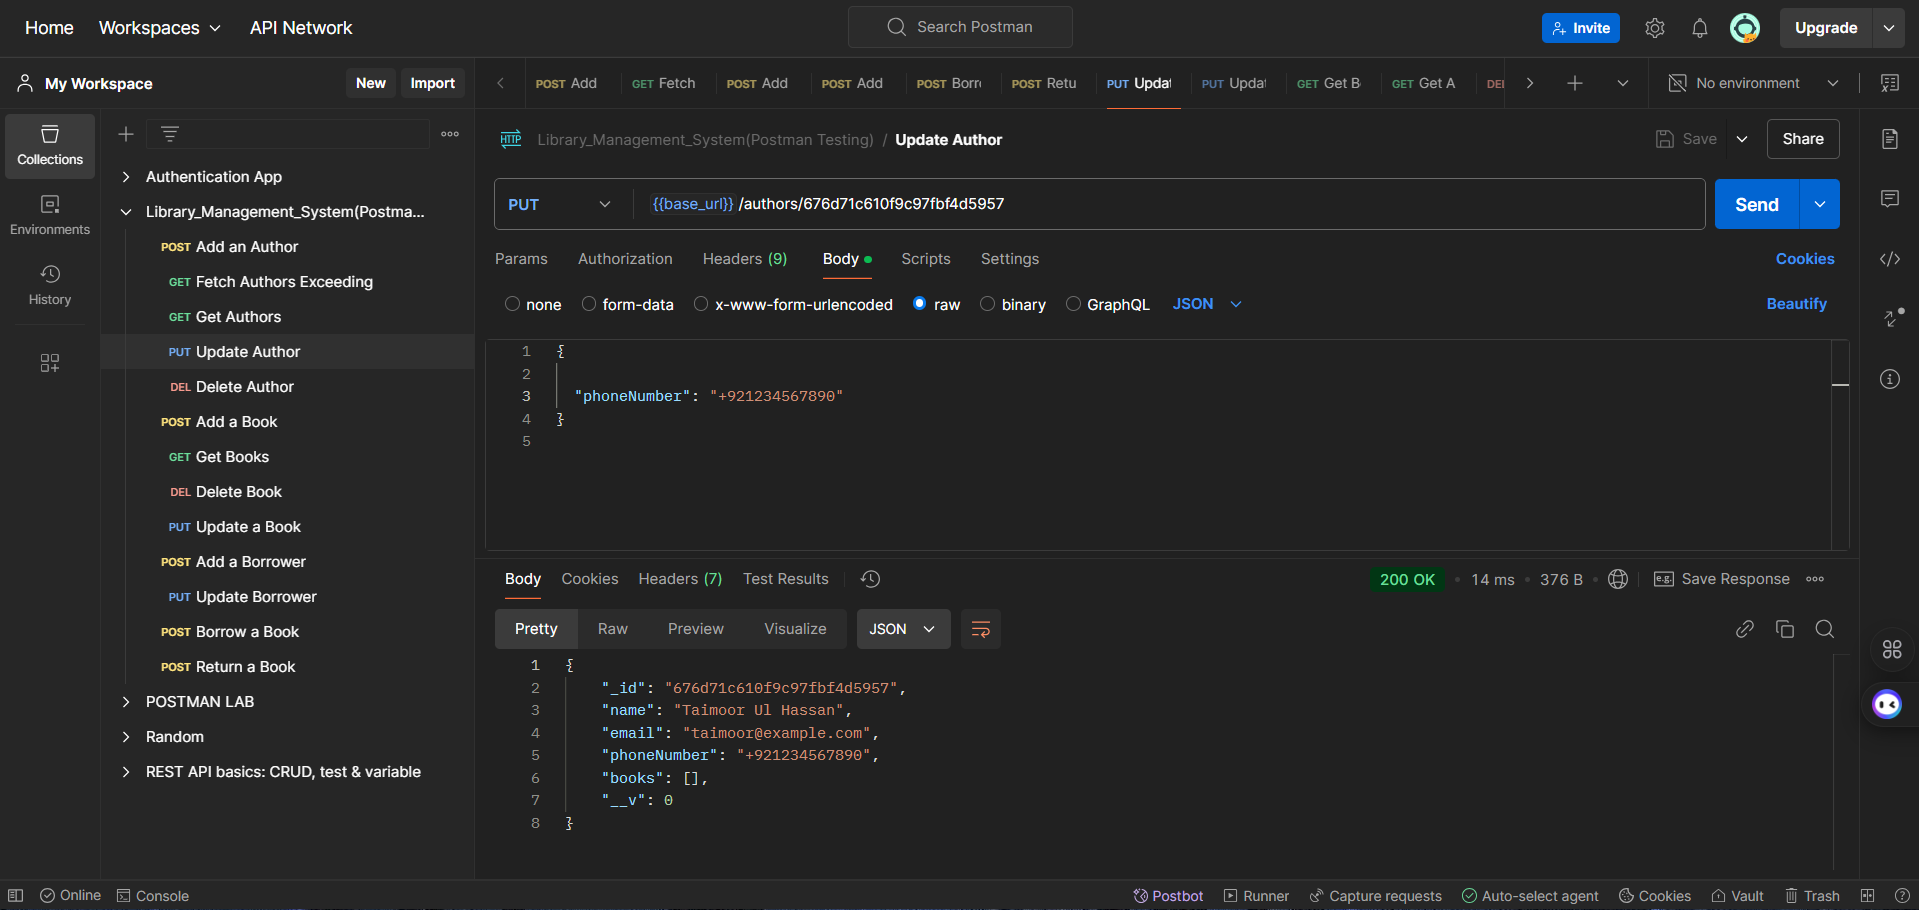 Home Workspaces API Network Search Postman Invite Upgrade
My Workspace New Import
POST Add GET Fetch POST Add POST Add POST Borr POST Retu PUT Updat PUT Updat GET Get B GET Get A DEL No environment
Collections
Environments
History
Authentication App
Library_Management_System(Postma...
POST Add an Author
GET Fetch Authors Exceeding
GET Get Authors
PUT Update Author
DEL Delete Author
POST Add a Book
GET Get Books
DEL Delete Book
PUT Update a Book
POST Add a Borrower
PUT Update Borrower
POST Borrow a Book
POST Return a Book
POSTMAN LAB
Random
REST API basics: CRUD, test & variable
HTTP Library_Management_System(Postman Testing) / Update Author Save Share
PUT {{base_url}}/authors/676d71c610f9c97fbf4d5957 Send
Params Authorization Headers (9) Body Scripts Settings Cookies
none form-data x-www-form-urlencoded raw binary GraphQL JSON Beautify
1 {
2
3 "phoneNumber": "+921234567890"
4 }
5
Body Cookies Headers (7) Test Results 200 OK 14 ms 376 B e.g. Save Response
Pretty Raw Preview Visualize JSON
1 {
2 "_id": "676d71c610f9c97fbf4d5957",
3 "name": "Taimoor Ul Hassan",
4 "email": "taimoor@example.com",
5 "phoneNumber": "+921234567890",
6 "books": [],
7 "__v": 0
8 }
Online Console Postbot Runner Capture requests Auto-select agent Cookies Vault Trash